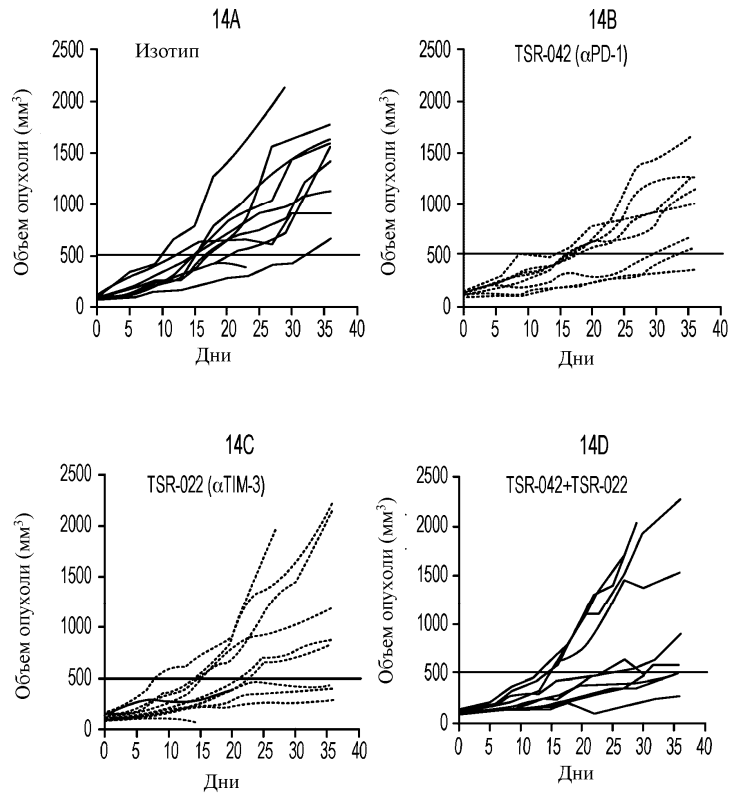 14A
Изотип
Объем опухоли (мм³)
2500
2000
1500
1000
500
0
0 5 10 15 20 25 30 35 40
Дни
14B
TSR-042 (αPD-1)
Объем опухоли (мм³)
2500
2000
1500
1000
500
0
0 5 10 15 20 25 30 35 40
Дни
14C
TSR-022 (αTIM-3)
Объем опухоли (мм³)
2500
2000
1500
1000
500
0
0 5 10 15 20 25 30 35 40
Дни
14D
TSR-042+TSR-022
Объем опухоли (мм³)
2500
2000
1500
1000
500
0
0 5 10 15 20 25 30 35 40
Дни